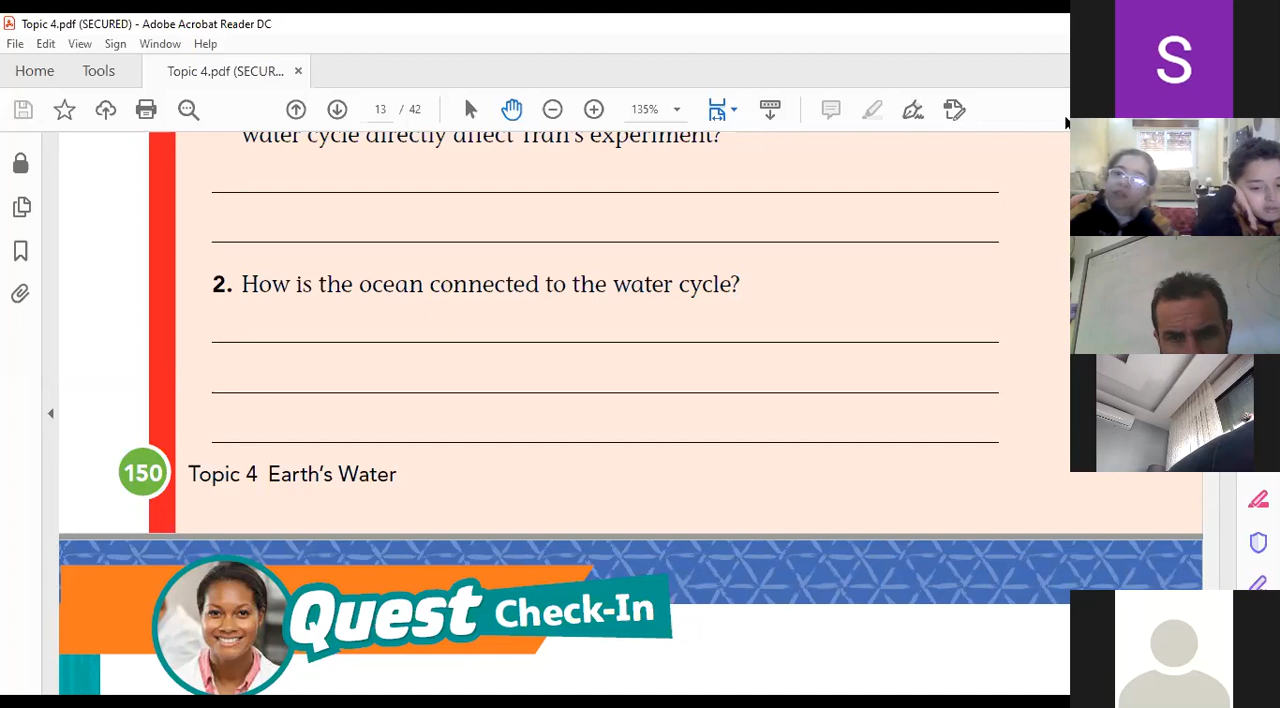 Topic 4.pdf (SECURED) - Adobe Acrobat Reader DC
File Edit View Sign Window Help
Home Tools Topic 4.pdf (SECUR... ×
13 / 42 135%
water cycle directly affect Tran's experiment?
2. How is the ocean connected to the water cycle?
150 Topic 4 Earth's Water
Quest Check-In
S